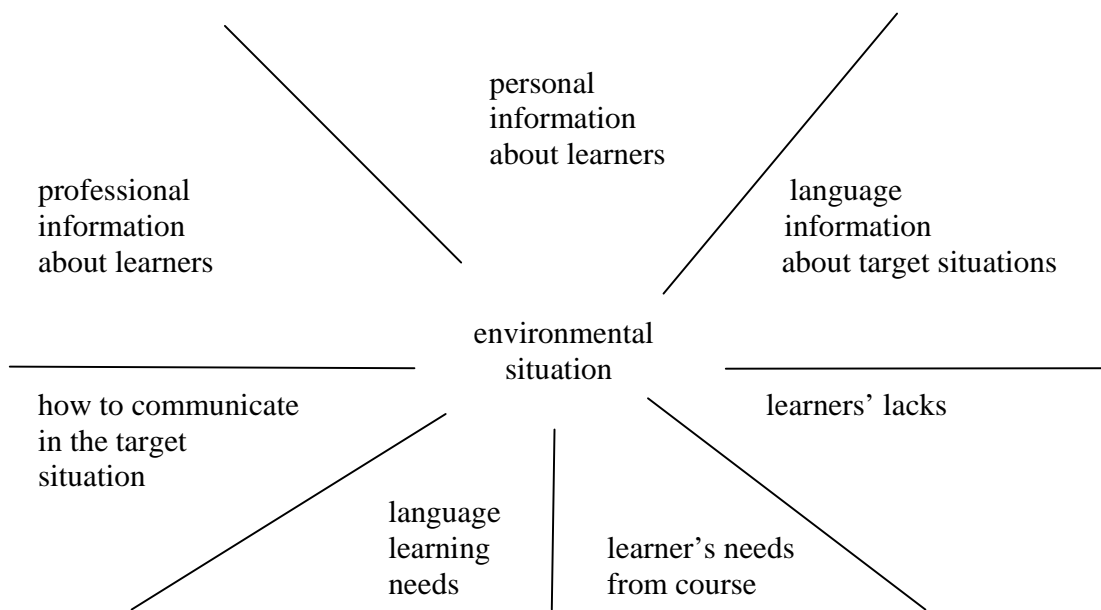 personal
information
about learners
professional
information
about learners
language
information
about target situations
environmental
situation
how to communicate
in the target
situation
learners’ lacks
language
learning
needs
learner’s needs
from course